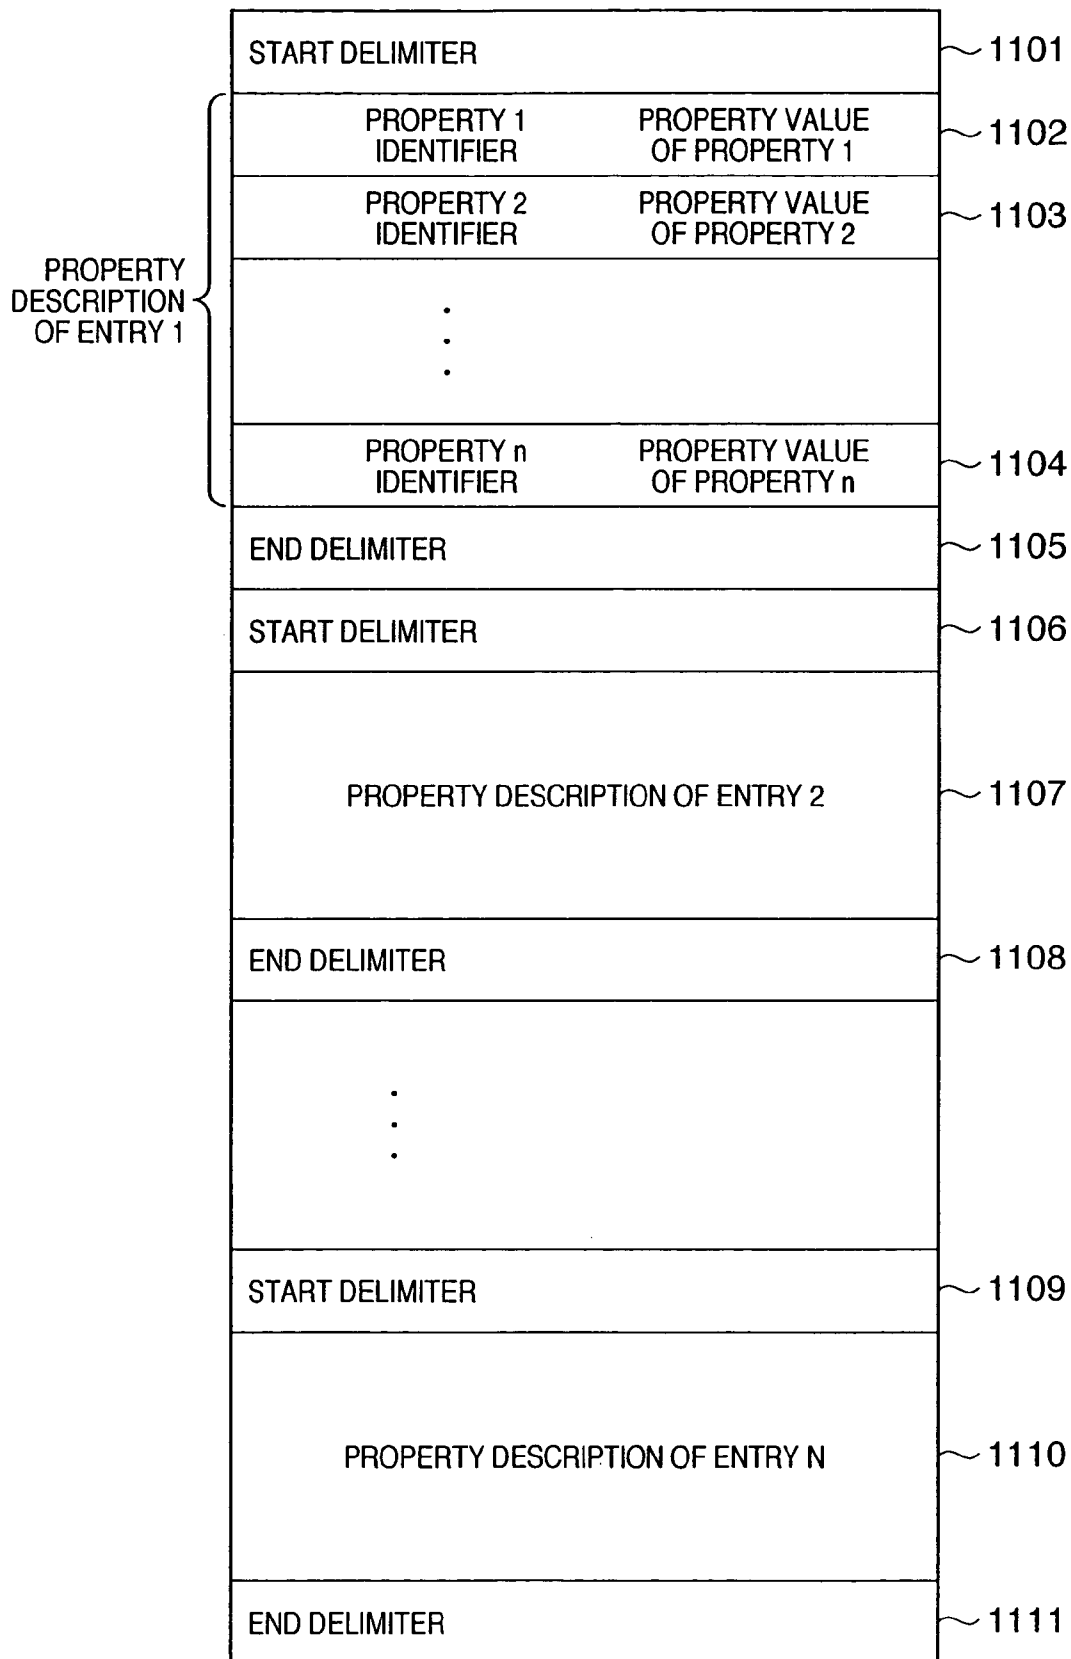 START DELIMITER
1101
PROPERTY 1
IDENTIFIER
PROPERTY VALUE
OF PROPERTY 1
1102
PROPERTY 2
IDENTIFIER
PROPERTY VALUE
OF PROPERTY 2
1103
PROPERTY
DESCRIPTION
OF ENTRY 1
PROPERTY n
IDENTIFIER
PROPERTY VALUE
OF PROPERTY n
1104
END DELIMITER
1105
START DELIMITER
1106
PROPERTY DESCRIPTION OF ENTRY 2
1107
END DELIMITER
1108
START DELIMITER
1109
PROPERTY DESCRIPTION OF ENTRY N
1110
END DELIMITER
1111